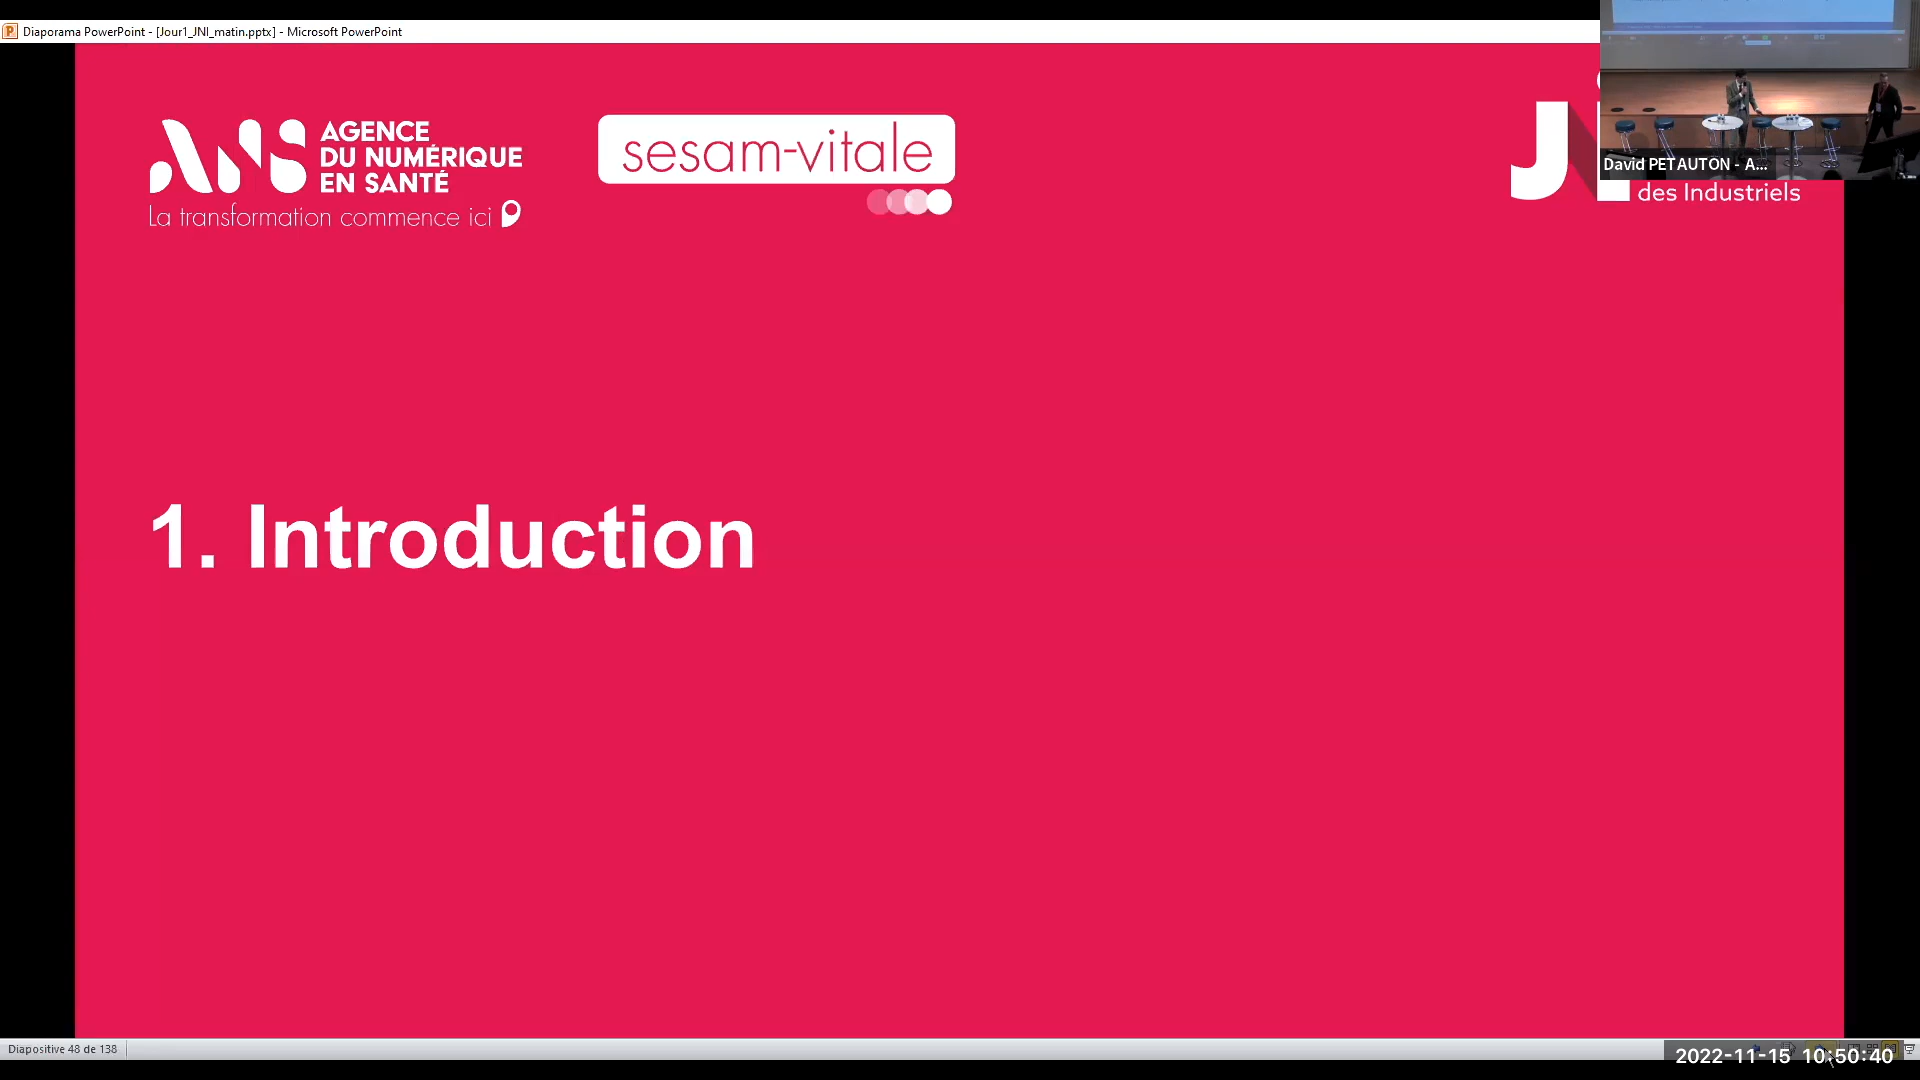 Diaporama PowerPoint - [Jour1_JNI_matin.pptx] - Microsoft PowerPoint
ANS
AGENCE
DU NUMÉRIQUE
EN SANTÉ
La transformation commence ici
sesam-vitale
des Industriels
David PETAUTON - A...
1. Introduction
Diapositive 48 de 138
2022-11-15 10:50:40